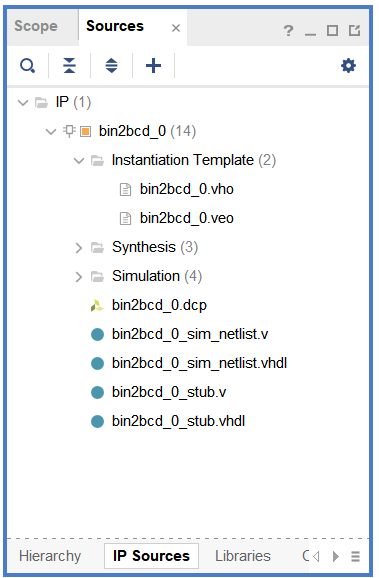 Scope Sources × ?
IP (1)
bin2bcd_0 (14)
Instantiation Template (2)
bin2bcd_0.vho
bin2bcd_0.veo
Synthesis (3)
Simulation (4)
bin2bcd_0.dcp
bin2bcd_0_sim_netlist.v
bin2bcd_0_sim_netlist.vhdl
bin2bcd_0_stub.v
bin2bcd_0_stub.vhdl
Hierarchy IP Sources Libraries